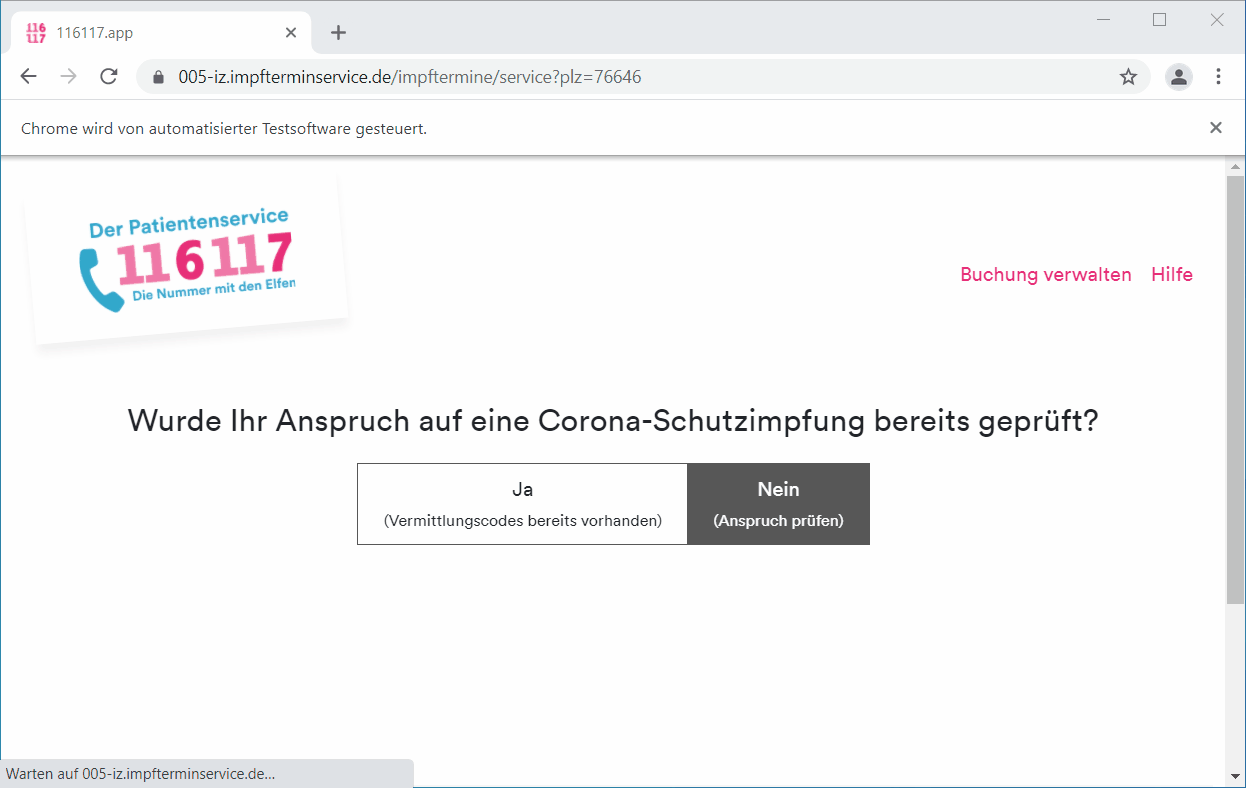 116117.app
005-iz.impfterminservice.de/impftermine/service?plz=76646
Chrome wird von automatisierter Testsoftware gesteuert.
Der Patientenservice
116117
Die Nummer mit den Elfen
Buchung verwalten Hilfe
Wurde Ihr Anspruch auf eine Corona-Schutzimpfung bereits geprüft?
Ja
(Vermittlungscodes bereits vorhanden)
Nein
(Anspruch prüfen)
Warten auf 005-iz.impfterminservice.de...